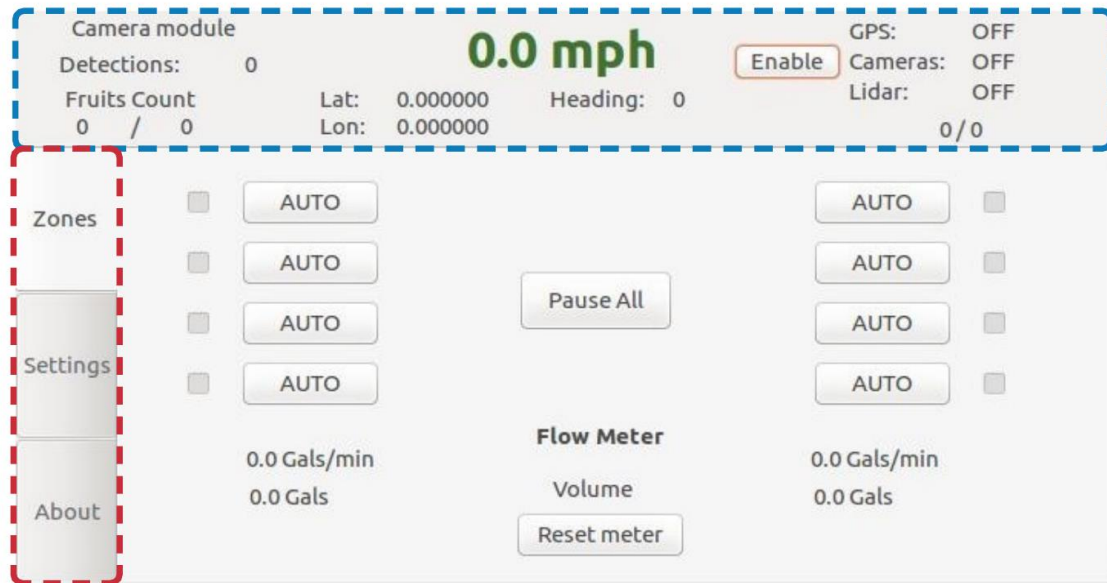 Camera module
0.0 mph
GPS: OFF
Detections: 0
Enable
Cameras: OFF
Fruits Count
Lat: 0.000000
Heading: 0
Lidar: OFF
0 / 0
Lon: 0.000000
0 / 0
Zones
AUTO AUTO
AUTO AUTO
Pause All
AUTO AUTO
Settings
AUTO AUTO
Flow Meter
0.0 Gals/min 0.0 Gals/min
Volume
0.0 Gals 0.0 Gals
About
Reset meter